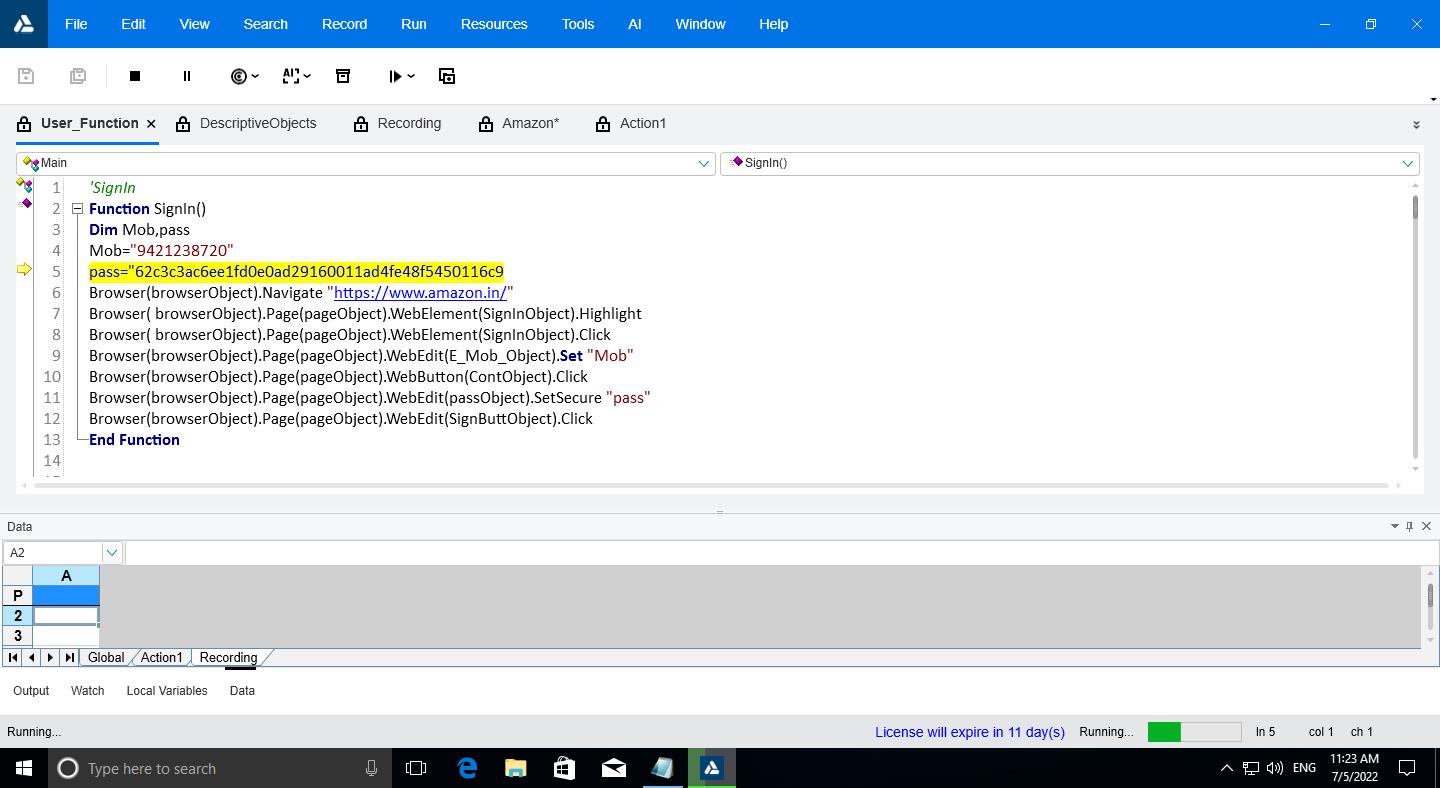 File Edit View Search Record Run Resources Tools AI Window Help
User_Function DescriptiveObjects Recording Amazon* Action1
Main SignIn()
1 'SignIn
2 Function SignIn()
3 Dim Mob,pass
4 Mob="9421238720"
5 pass="62c3c3ac6ee1fd0e0ad29160011ad4fe48f5450116c9
6 Browser(browserObject).Navigate "https://www.amazon.in/"
7 Browser( browserObject).Page(pageObject).WebElement(SignInObject).Highlight
8 Browser( browserObject).Page(pageObject).WebElement(SignInObject).Click
9 Browser(browserObject).Page(pageObject).WebEdit(E_Mob_Object).Set "Mob"
10 Browser(browserObject).Page(pageObject).WebButton(ContObject).Click
11 Browser(browserObject).Page(pageObject).WebEdit(passObject).SetSecure "pass"
12 Browser(browserObject).Page(pageObject).WebEdit(SignButtObject).Click
13 End Function
14
Data
A2
A
P
2
3
Global Action1 Recording
Output Watch Local Variables Data
Running... License will expire in 11 day(s) Running... ln 5 col 1 ch 1
Type here to search ENG 11:23 AM
7/5/2022